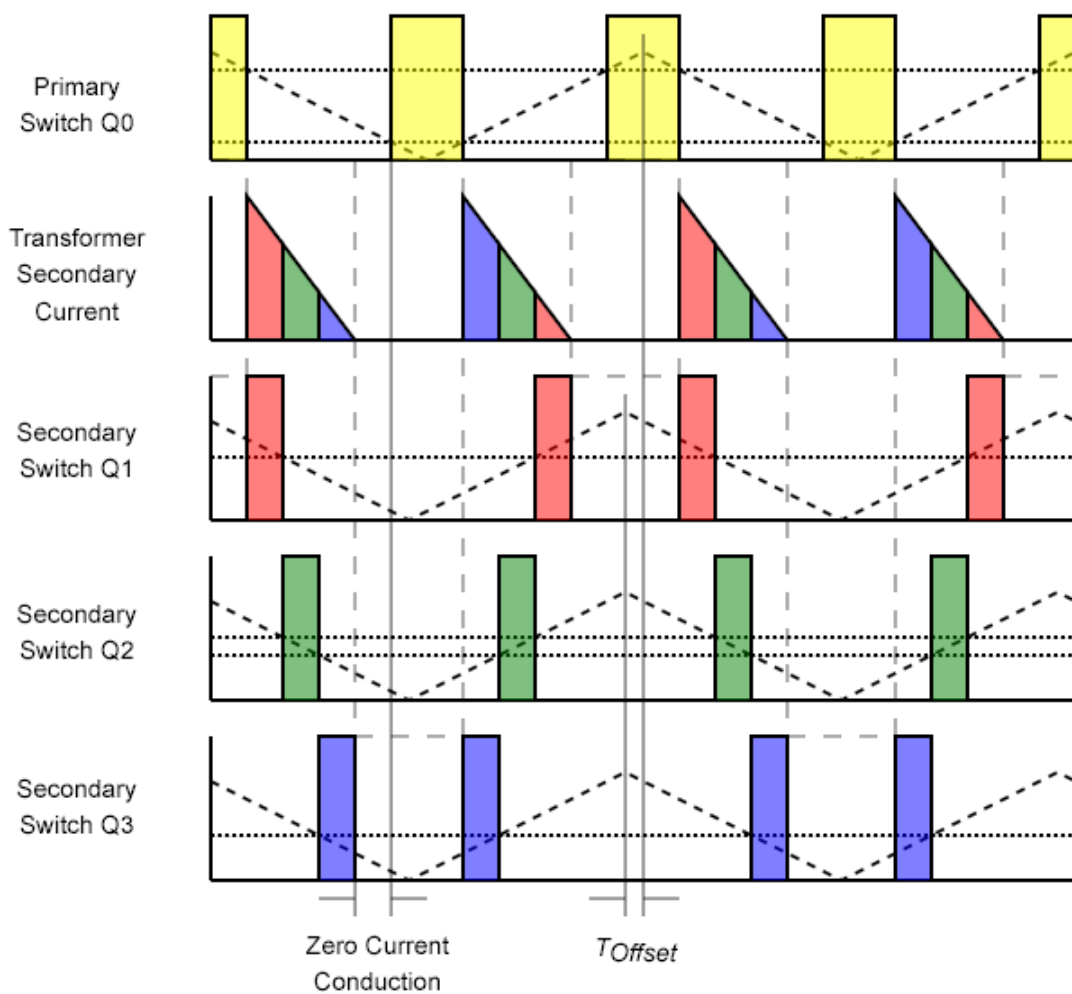 Primary
Switch Q0
Transformer
Secondary
Current
Secondary
Switch Q1
Secondary
Switch Q2
Secondary
Switch Q3
Zero Current
Conduction
TOffset